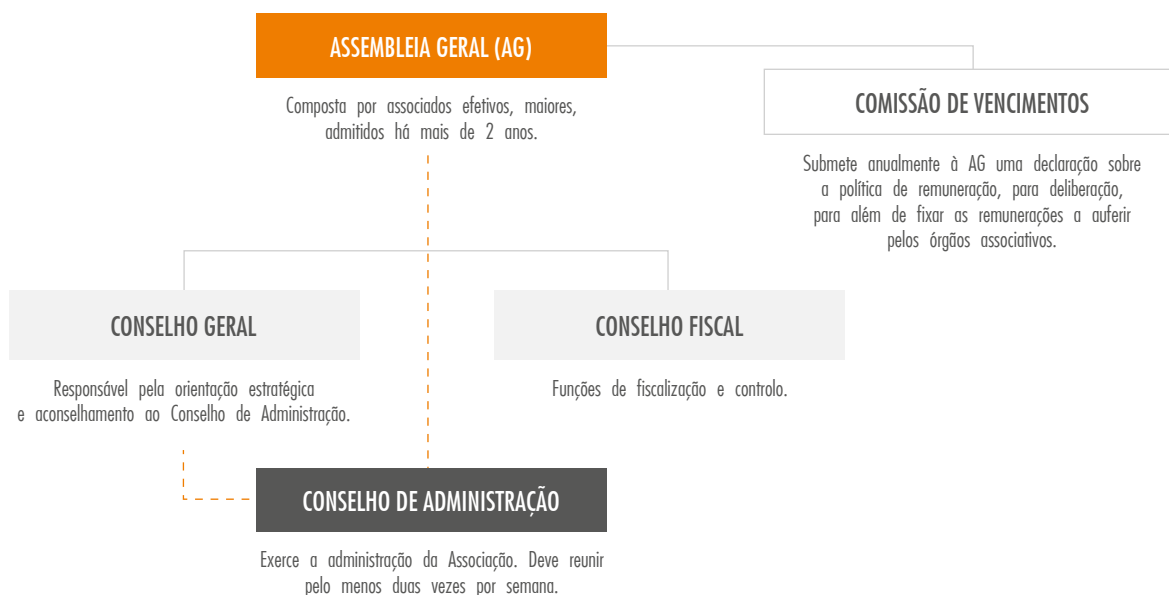 ASSEMBLEIA GERAL (AG)
Composta por associados efetivos, maiores,
admitidos há mais de 2 anos.
COMISSÃO DE VENCIMENTOS
Submete anualmente à AG uma declaração sobre
a política de remuneração, para deliberação,
para além de fixar as remunerações a auferir
pelos órgãos associativos.
CONSELHO GERAL
Responsável pela orientação estratégica
e aconselhamento ao Conselho de Administração.
CONSELHO FISCAL
Funções de fiscalização e controlo.
CONSELHO DE ADMINISTRAÇÃO
Exerce a administração da Associação. Deve reunir
pelo menos duas vezes por semana.